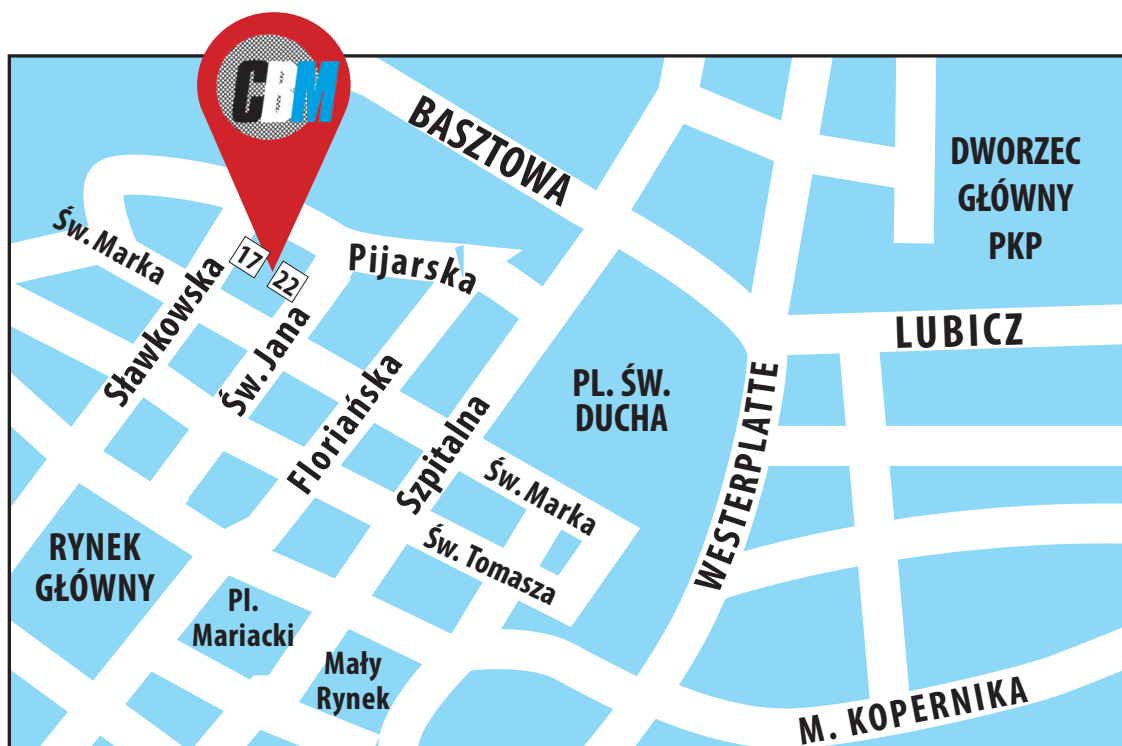 CBM
BASZTOWA
DWORZEC
GŁÓWNY
PKP
Św. Marka
17
22
Pijarska
Sławkowska
Św. Jana
LUBICZ
Floriańska
PL. ŚW.
DUCHA
WESTERPLATTE
Szpitalna
Św. Marka
Św. Tomasza
RYNEK
GŁÓWNY
Pl.
Mariacki
Mały
Rynek
M. KOPERNIKA